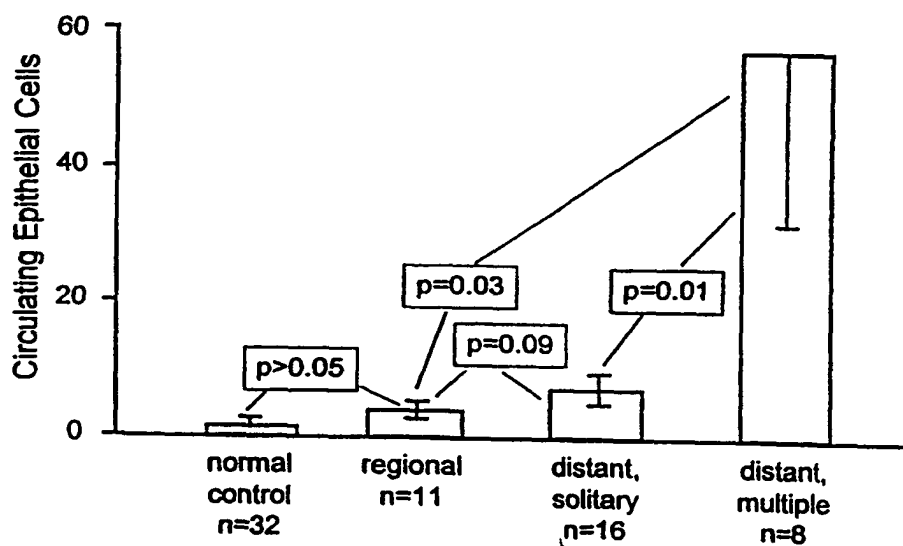 60
40
20
0
Circulating Epithelial Cells
p=0.03
p=0.01
p=0.09
p>0.05
normal
control
n=32
regional
n=11
distant,
solitary
n=16
distant,
multiple
n=8